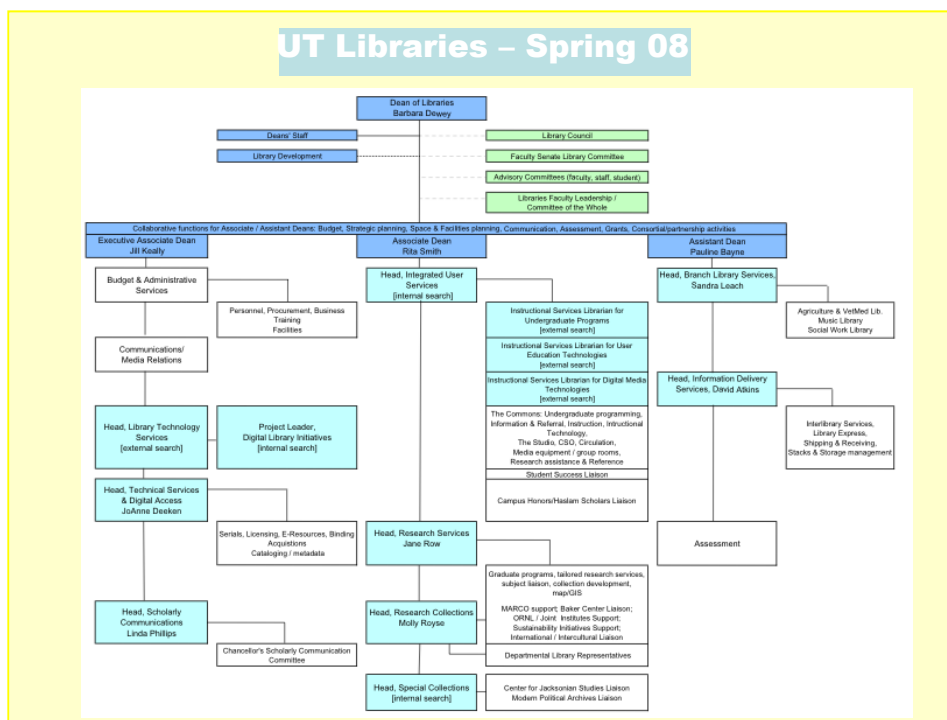 UT Libraries – Spring 08
Dean of Libraries
Barbara Dewey
Deans' Staff
Library Council
Library Development
Faculty Senate Library Committee
Advisory Committees (faculty, staff, student)
Libraries Faculty Leadership /
Committee of the Whole
Collaborative functions for Associate / Assistant Deans: Budget, Strategic planning, Space & Facilities planning, Communication, Assessment, Grants, Consortial/partnership activities
Executive Associate Dean
Jill Keally
Budget & Administrative
Services
Personnel, Procurement, Business
Training
Facilities
Communications/
Media Relations
Head, Library Technology
Services
[external search]
Project Leader,
Digital Library Initiatives
[internal search]
Head, Technical Services
& Digital Access
JoAnne Deeken
Serials, Licensing, E-Resources, Binding
Acquistions
Cataloging / metadata
Head, Scholarly
Communications
Linda Phillips
Chancellor's Scholarly Communication
Committee
Associate Dean
Rita Smith
Head, Integrated User
Services
[internal search]
Instructional Services Librarian for
Undergraduate Programs
[external search]
Instructional Services Librarian for User
Education Technologies
[external search]
Instructional Services Librarian for Digital Media
Technologies
[external search]
The Commons: Undergraduate programming,
Information & Referral, Instruction, Intructional
Technology,
The Studio, CSO, Circulation,
Media equipment / group rooms,
Research assistance & Reference
Student Success Liaison
Campus Honors/Haslam Scholars Liaison
Head, Research Services
Jane Row
Graduate programs, tailored research services,
subject liaison, collection development,
map/GIS
MARCO support; Baker Center Liaison;
ORNL / Joint Institutes Support;
Sustainability Initiatives Support;
International / Intercultural Liaison
Head, Research Collections
Molly Royse
Departmental Library Representatives
Head, Special Collections
[internal search]
Center for Jacksonian Studies Liaison
Modern Political Archives Liaison
Assistant Dean
Pauline Bayne
Head, Branch Library Services,
Sandra Leach
Agriculture & VetMed Lib.
Music Library
Social Work Library
Head, Information Delivery
Services, David Atkins
Interlibrary Services,
Library Express,
Shipping & Receiving,
Stacks & Storage management
Assessment